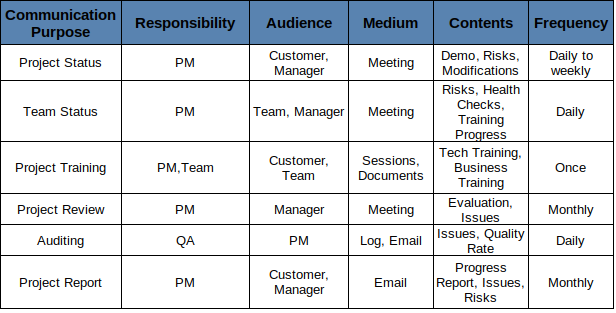 Communication Purpose Responsibility Audience Medium Contents Frequency
Project Status PM Customer, Manager Meeting Demo, Risks, Modifications Daily to weekly
Team Status PM Team, Manager Meeting Risks, Health Checks, Training Progress Daily
Project Training PM,Team Customer, Team Sessions, Documents Tech Training, Business Training Once
Project Review PM Manager Meeting Evaluation, Issues Monthly
Auditing QA PM Log, Email Issues, Quality Rate Daily
Project Report PM Customer, Manager Email Progress Report, Issues, Risks Monthly